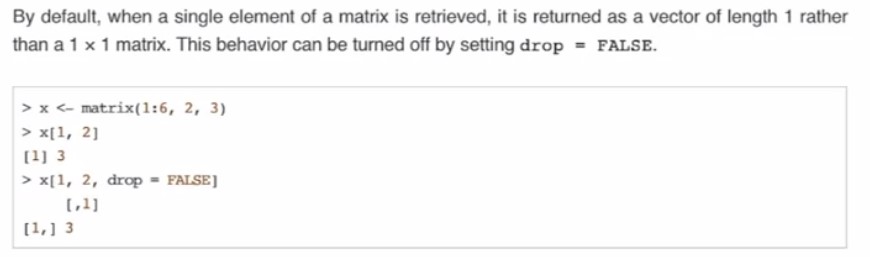 By default, when a single element of a matrix is retrieved, it is returned as a vector of length 1 rather
than a 1 × 1 matrix. This behavior can be turned off by setting drop = FALSE.
> x <- matrix(1:6, 2, 3)
> x[1, 2]
[1] 3
> x[1, 2, drop = FALSE]
     [,1]
[1,] 3